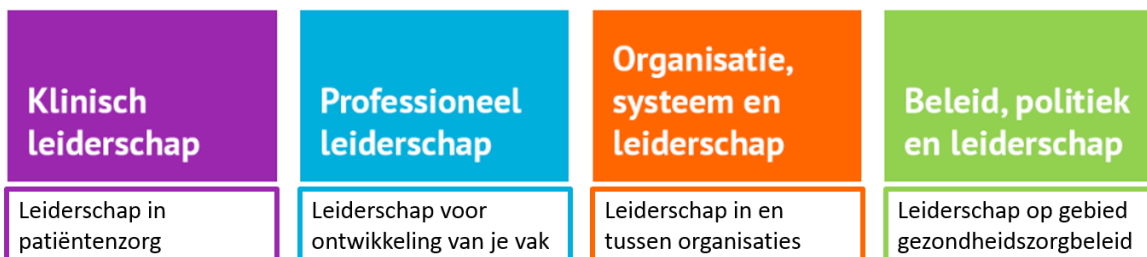 Klinisch
leiderschap
Leiderschap in
patiëntenzorg
Professioneel
leiderschap
Leiderschap voor
ontwikkeling van je vak
Organisatie,
systeem en
leiderschap
Leiderschap in en
tussen organisaties
Beleid, politiek
en leiderschap
Leiderschap op gebied
gezondheidszorgbeleid